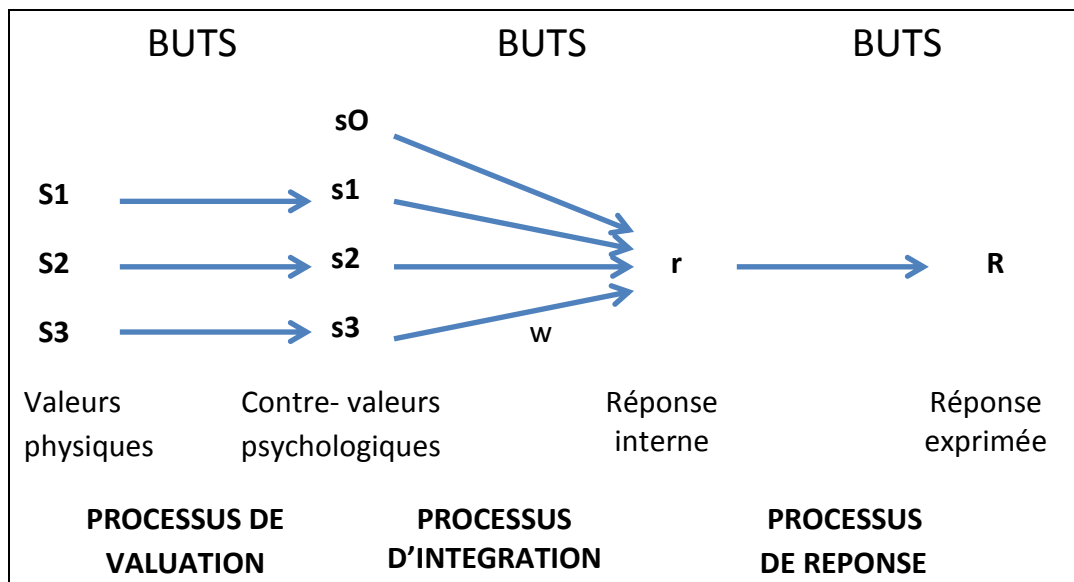 BUTS BUTS BUTS
sO
S1 s1
S2 s2 r R
S3 s3
w
Valeurs physiques
Contre- valeurs psychologiques
Réponse interne
Réponse exprimée
PROCESSUS DE VALUATION
PROCESSUS D'INTEGRATION
PROCESSUS DE REPONSE